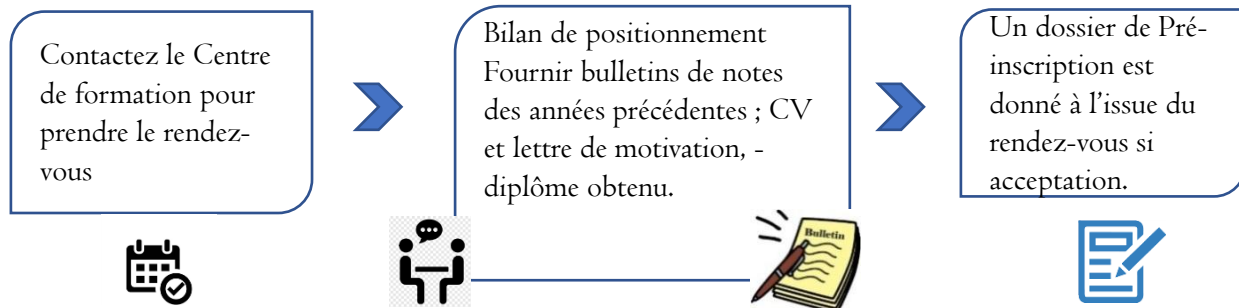 Contactez le Centre
de formation pour
prendre le rendez-
vous
Bilan de positionnement
Fournir bulletins de notes
des années précédentes ; CV
et lettre de motivation, -
diplôme obtenu.
Bulletin
Un dossier de Pré-
inscription est
donné à l’issue du
rendez-vous si
acceptation.